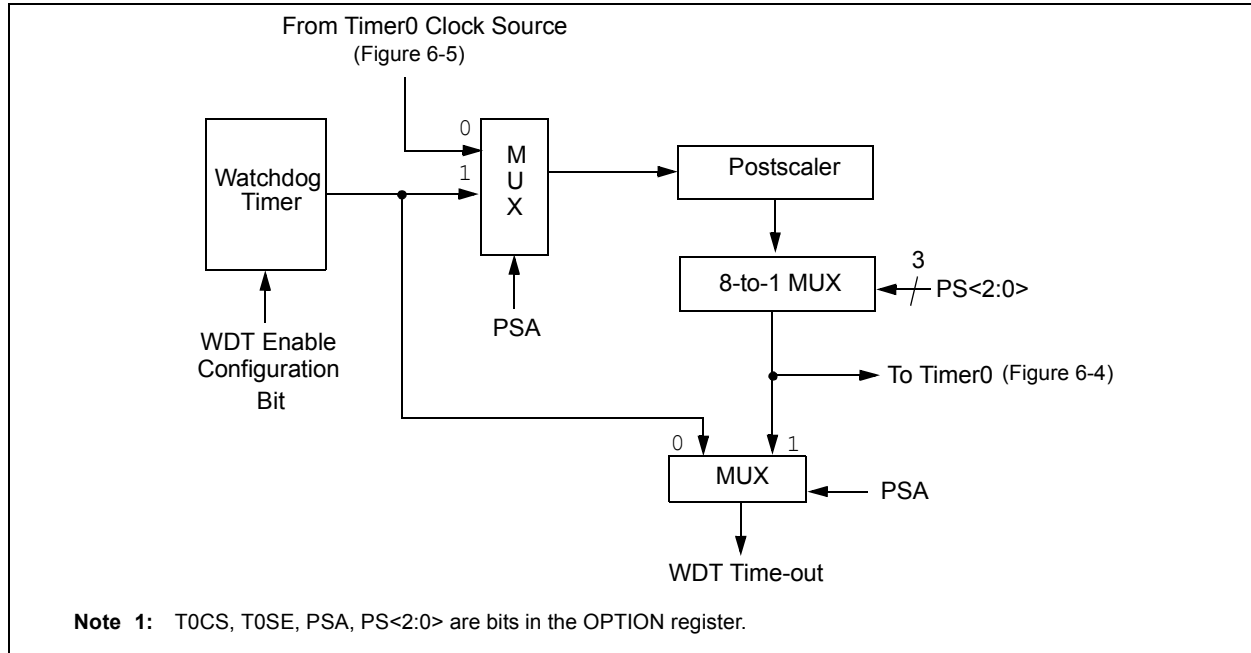 From Timer0 Clock Source
(Figure 6-5)
0
1
M
U
X
Watchdog
Timer
Postscaler
3
8-to-1 MUX
PS<2:0>
PSA
WDT Enable
Configuration
Bit
To Timer0 (Figure 6-4)
0
1
MUX
PSA
WDT Time-out
Note 1: T0CS, T0SE, PSA, PS<2:0> are bits in the OPTION register.